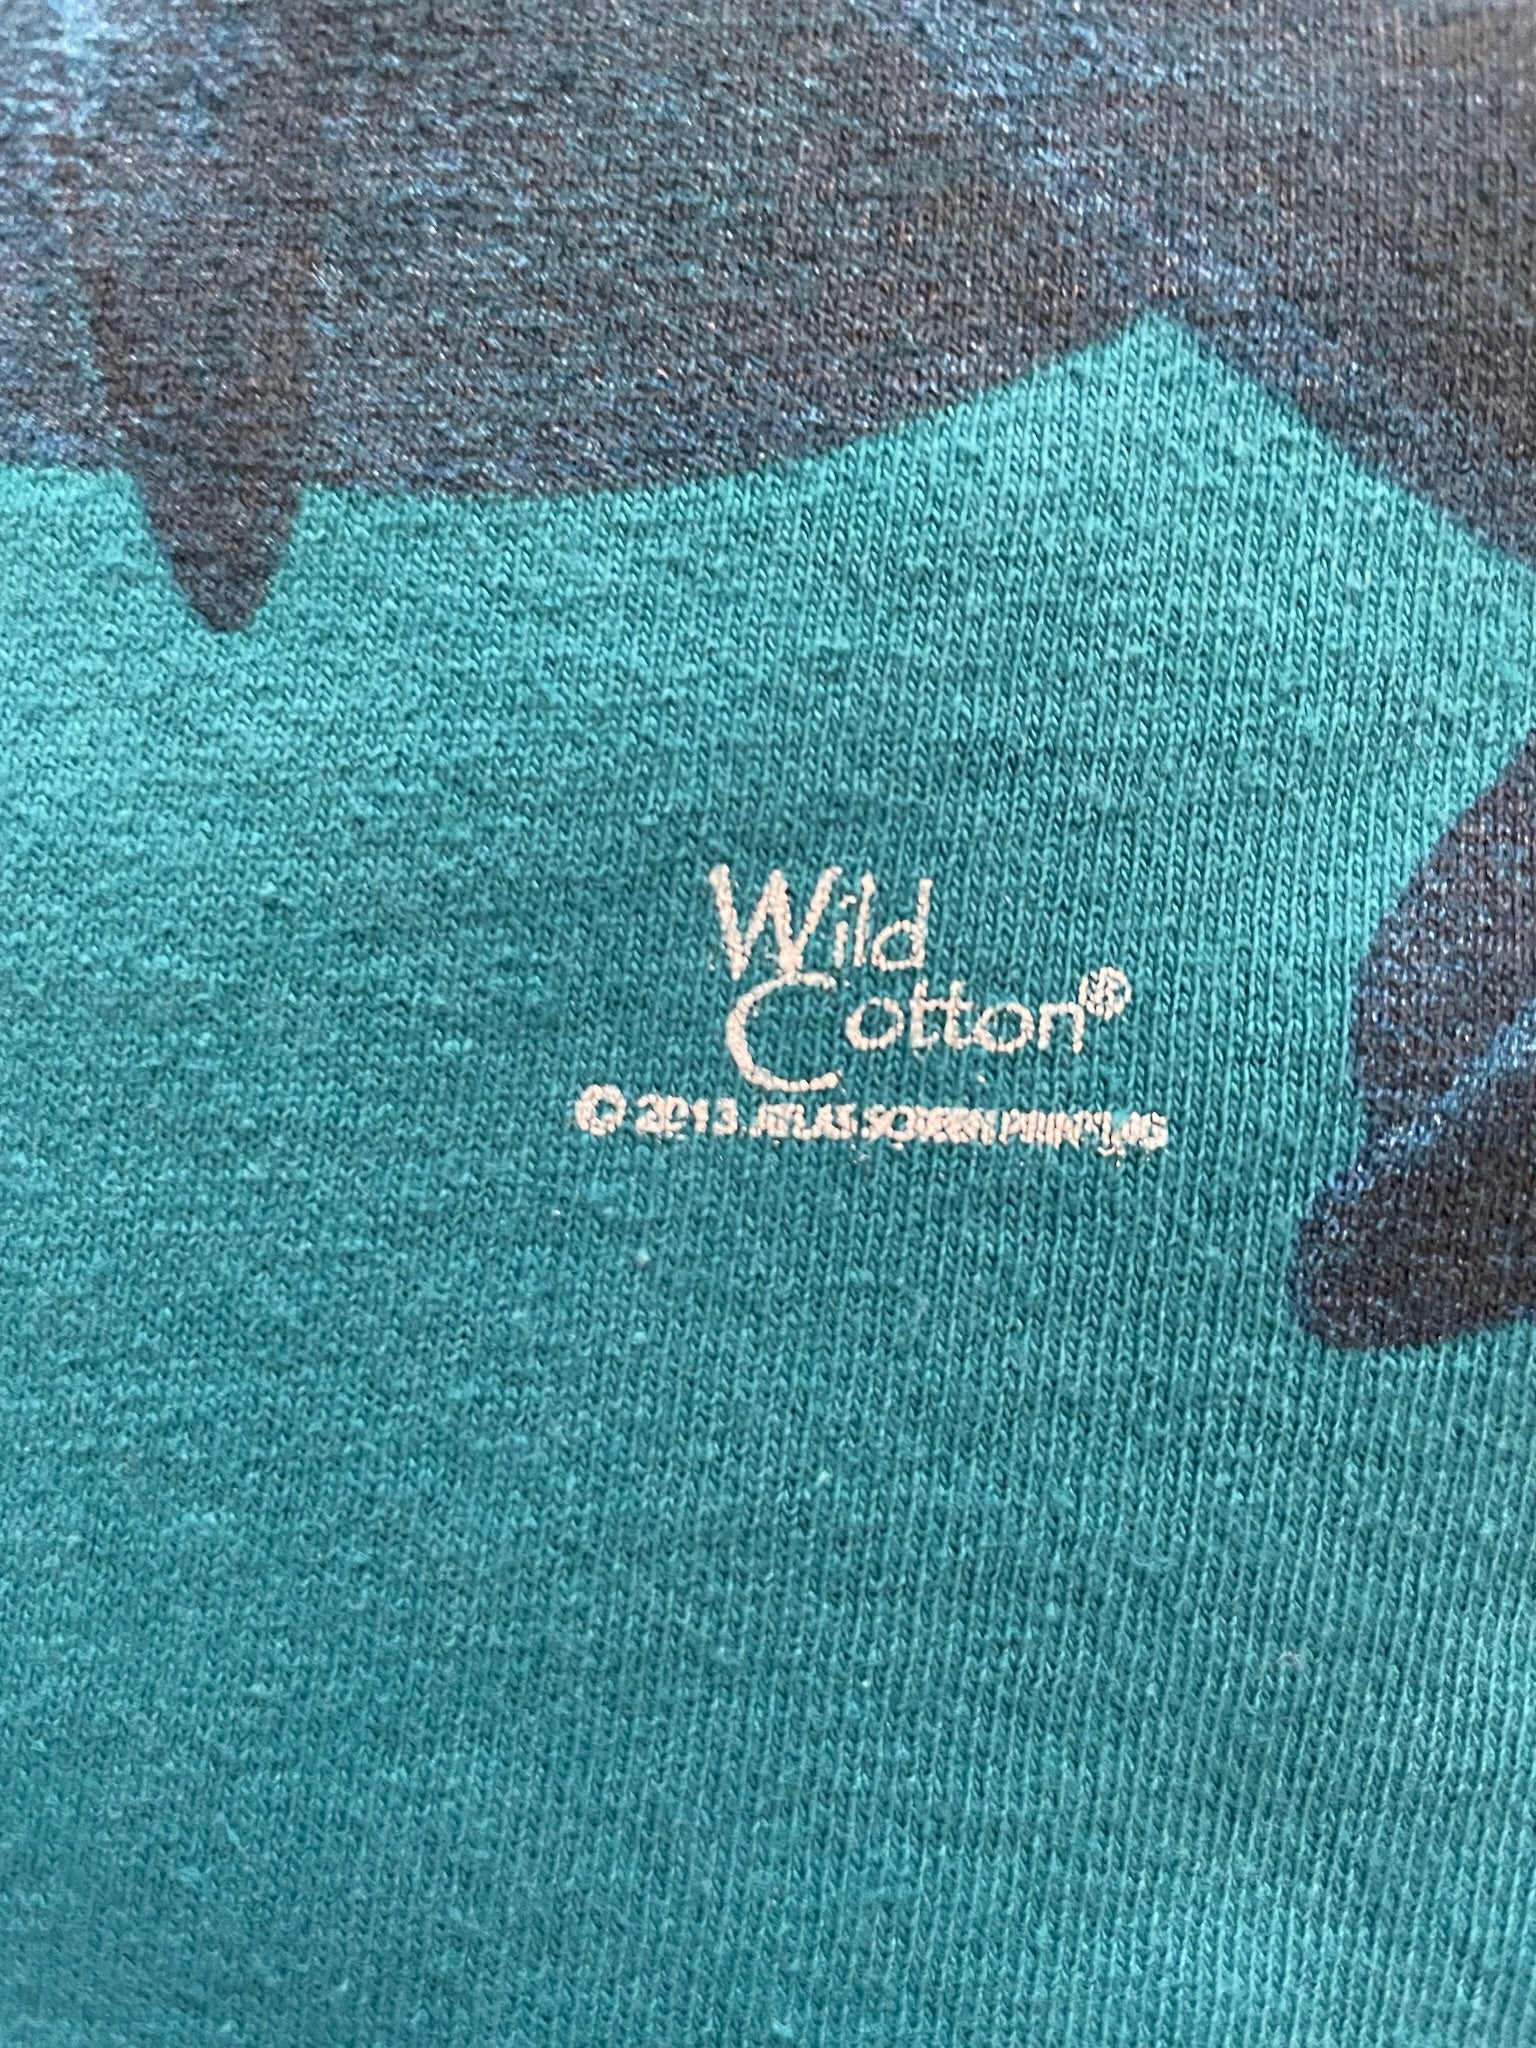 Wild
Cotton®
© 2013 ATLAS SCREEN PRINTING